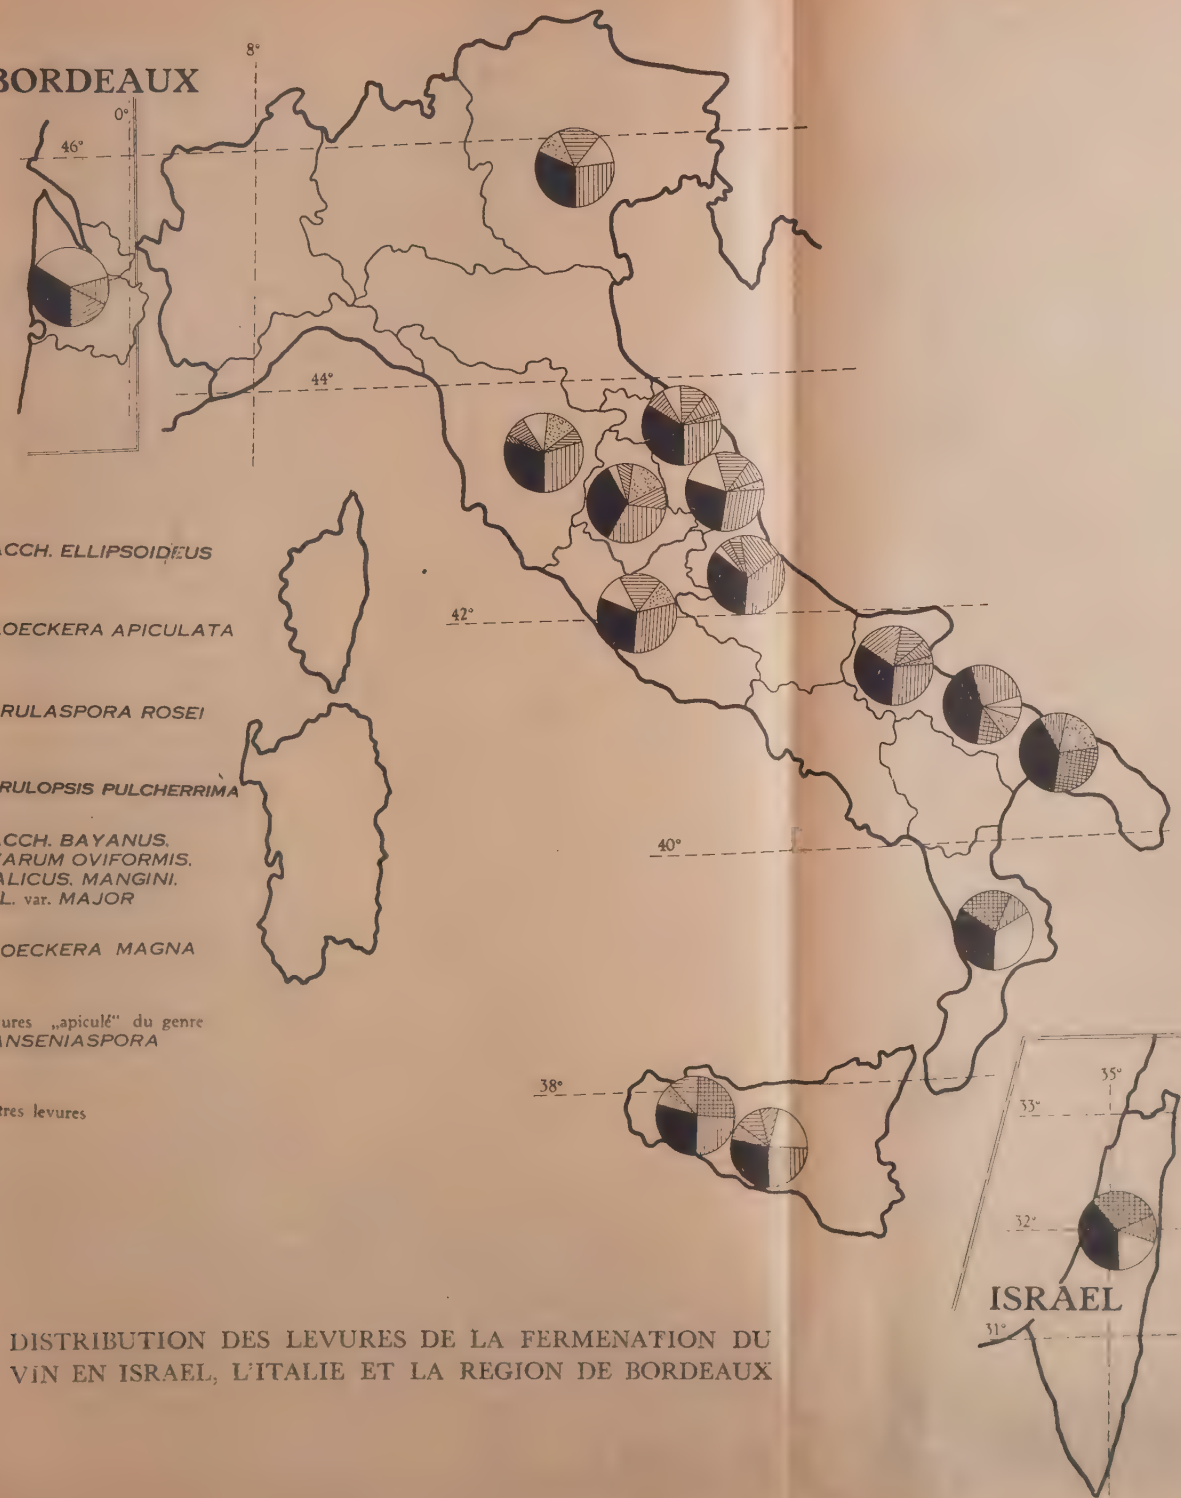 BORDEAUX
8°
0°
46°
44°
ACCH. ELLIPSOIDEUS
LOECKERA APICULATA
42°
RULASPORA ROSEI
RULOPSIS PULCHERRIMA
ACCH. BAYANUS,
ARUM OVIFORMIS,
ALICUS, MANGINI,
L. var. MAJOR
40°
OECKERA MAGNA
ures „apiculé" du genre
ANSENIASPORA
38°
tres levures
35°
33°
32°
ISRAEL
31°
DISTRIBUTION DES LEVURES DE LA FERMENATION DU
VIN EN ISRAEL, L'ITALIE ET LA REGION DE BORDEAUX